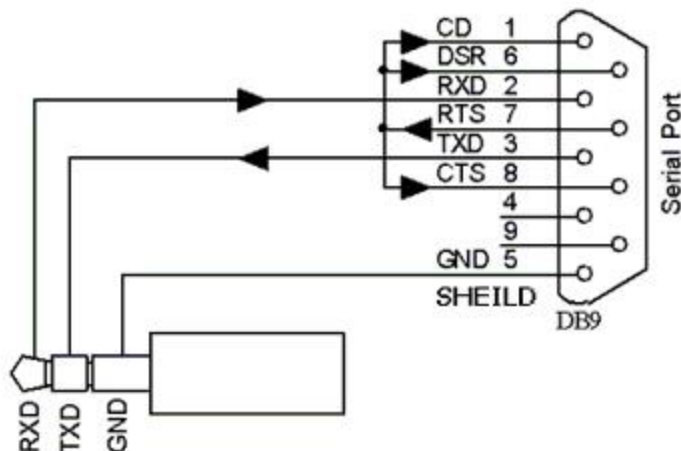 CD 1
DSR 6
RXD 2
RTS 7
TXD 3
CTS 8
4
9
GND 5
SHEILD
DB9
Serial Port
RXD
TXD
GND